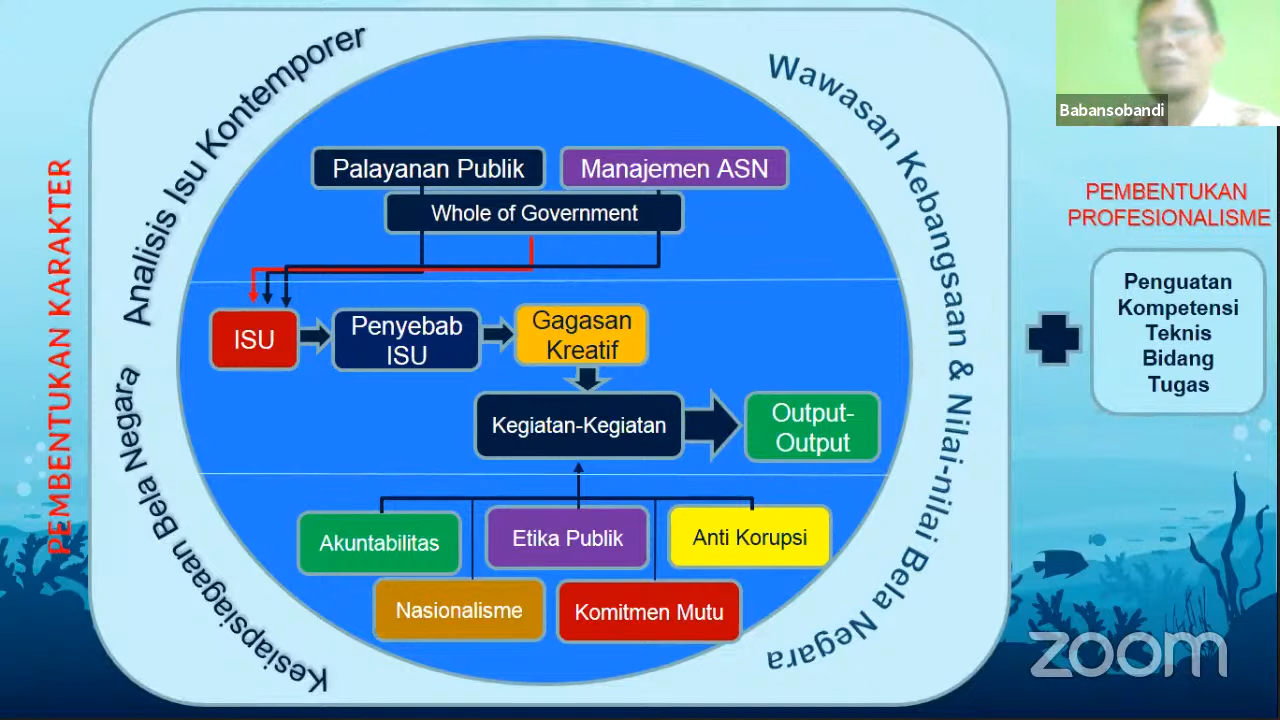 PEMBENTUKAN KARAKTER
Analisis Isu Kontemporer
Wawasan Kebangsaan & Nilai-nilai Bela Negara
Kesiapsiagaan Bela Negara
Palayanan Publik
Manajemen ASN
Whole of Government
ISU
Penyebab
ISU
Gagasan
Kreatif
Kegiatan-Kegiatan
Output-
Output
Akuntabilitas
Etika Publik
Anti Korupsi
Nasionalisme
Komitmen Mutu
Babansobandi
PEMBENTUKAN
PROFESIONALISME
Penguatan
Kompetensi
Teknis
Bidang
Tugas
zoom